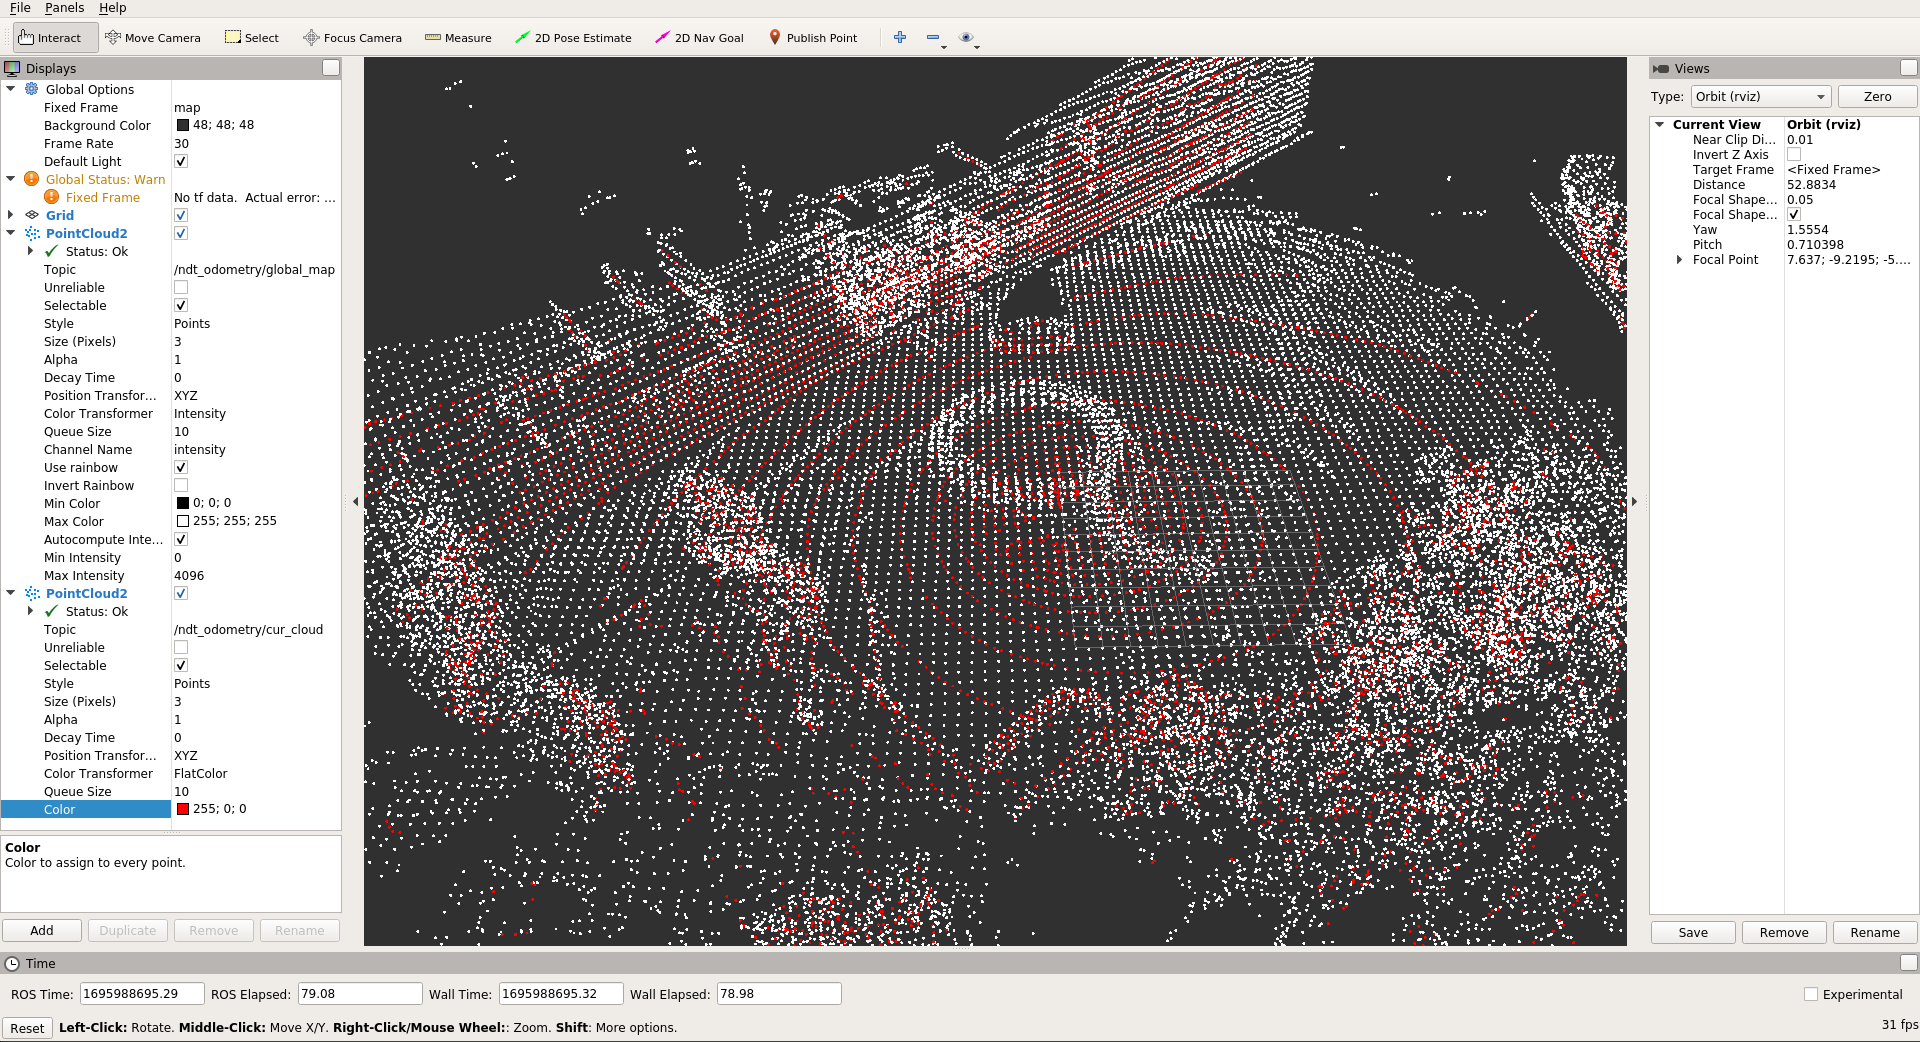 File Panels Help
Interact Move Camera Select Focus Camera Measure 2D Pose Estimate 2D Nav Goal Publish Point
Displays
Global Options
Fixed Frame map
Background Color 48; 48; 48
Frame Rate 30
Default Light
Global Status: Warn
Fixed Frame No tf data. Actual error: ...
Grid
PointCloud2
Status: Ok
Topic /ndt_odometry/global_map
Unreliable
Selectable
Style Points
Size (Pixels) 3
Alpha 1
Decay Time 0
Position Transfor... XYZ
Color Transformer Intensity
Queue Size 10
Channel Name intensity
Use rainbow
Invert Rainbow
Min Color 0; 0; 0
Max Color 255; 255; 255
Autocompute Inte...
Min Intensity 0
Max Intensity 4096
PointCloud2
Status: Ok
Topic /ndt_odometry/cur_cloud
Unreliable
Selectable
Style Points
Size (Pixels) 3
Alpha 1
Decay Time 0
Position Transfor... XYZ
Color Transformer FlatColor
Queue Size 10
Color 255; 0; 0
Color
Color to assign to every point.
Add Duplicate Remove Rename
Views
Type: Orbit (rviz) Zero
Current View Orbit (rviz)
Near Clip Di... 0.01
Invert Z Axis
Target Frame <Fixed Frame>
Distance 52.8834
Focal Shape... 0.05
Focal Shape...
Yaw 1.5554
Pitch 0.710398
Focal Point 7.637; -9.2195; -5....
Save Remove Rename
Time
ROS Time: 1695988695.29 ROS Elapsed: 79.08 Wall Time: 1695988695.32 Wall Elapsed: 78.98 Experimental
Reset Left-Click: Rotate. Middle-Click: Move X/Y. Right-Click/Mouse Wheel:: Zoom. Shift: More options. 31 fps